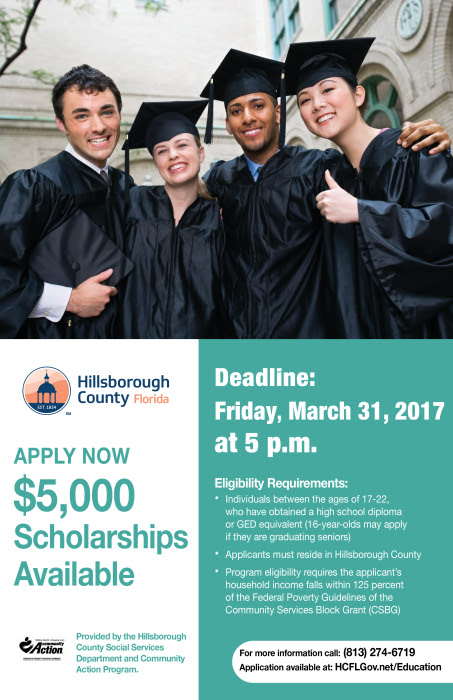 Hillsborough
County Florida
EST. 1834
SM
APPLY NOW
$5,000
Scholarships
Available
community
Action
Provided by the Hillsborough
County Social Services
Department and Community
Action Program.
Deadline:
Friday, March 31, 2017
at 5 p.m.
Eligibility Requirements:
• Individuals between the ages of 17-22,
who have obtained a high school diploma
or GED equivalent (16-year-olds may apply
if they are graduating seniors)
• Applicants must reside in Hillsborough County
• Program eligibility requires the applicant's
household income falls within 125 percent
of the Federal Poverty Guidelines of the
Community Services Block Grant (CSBG)
For more information call: (813) 274-6719
Application available at: HCFLGov.net/Education